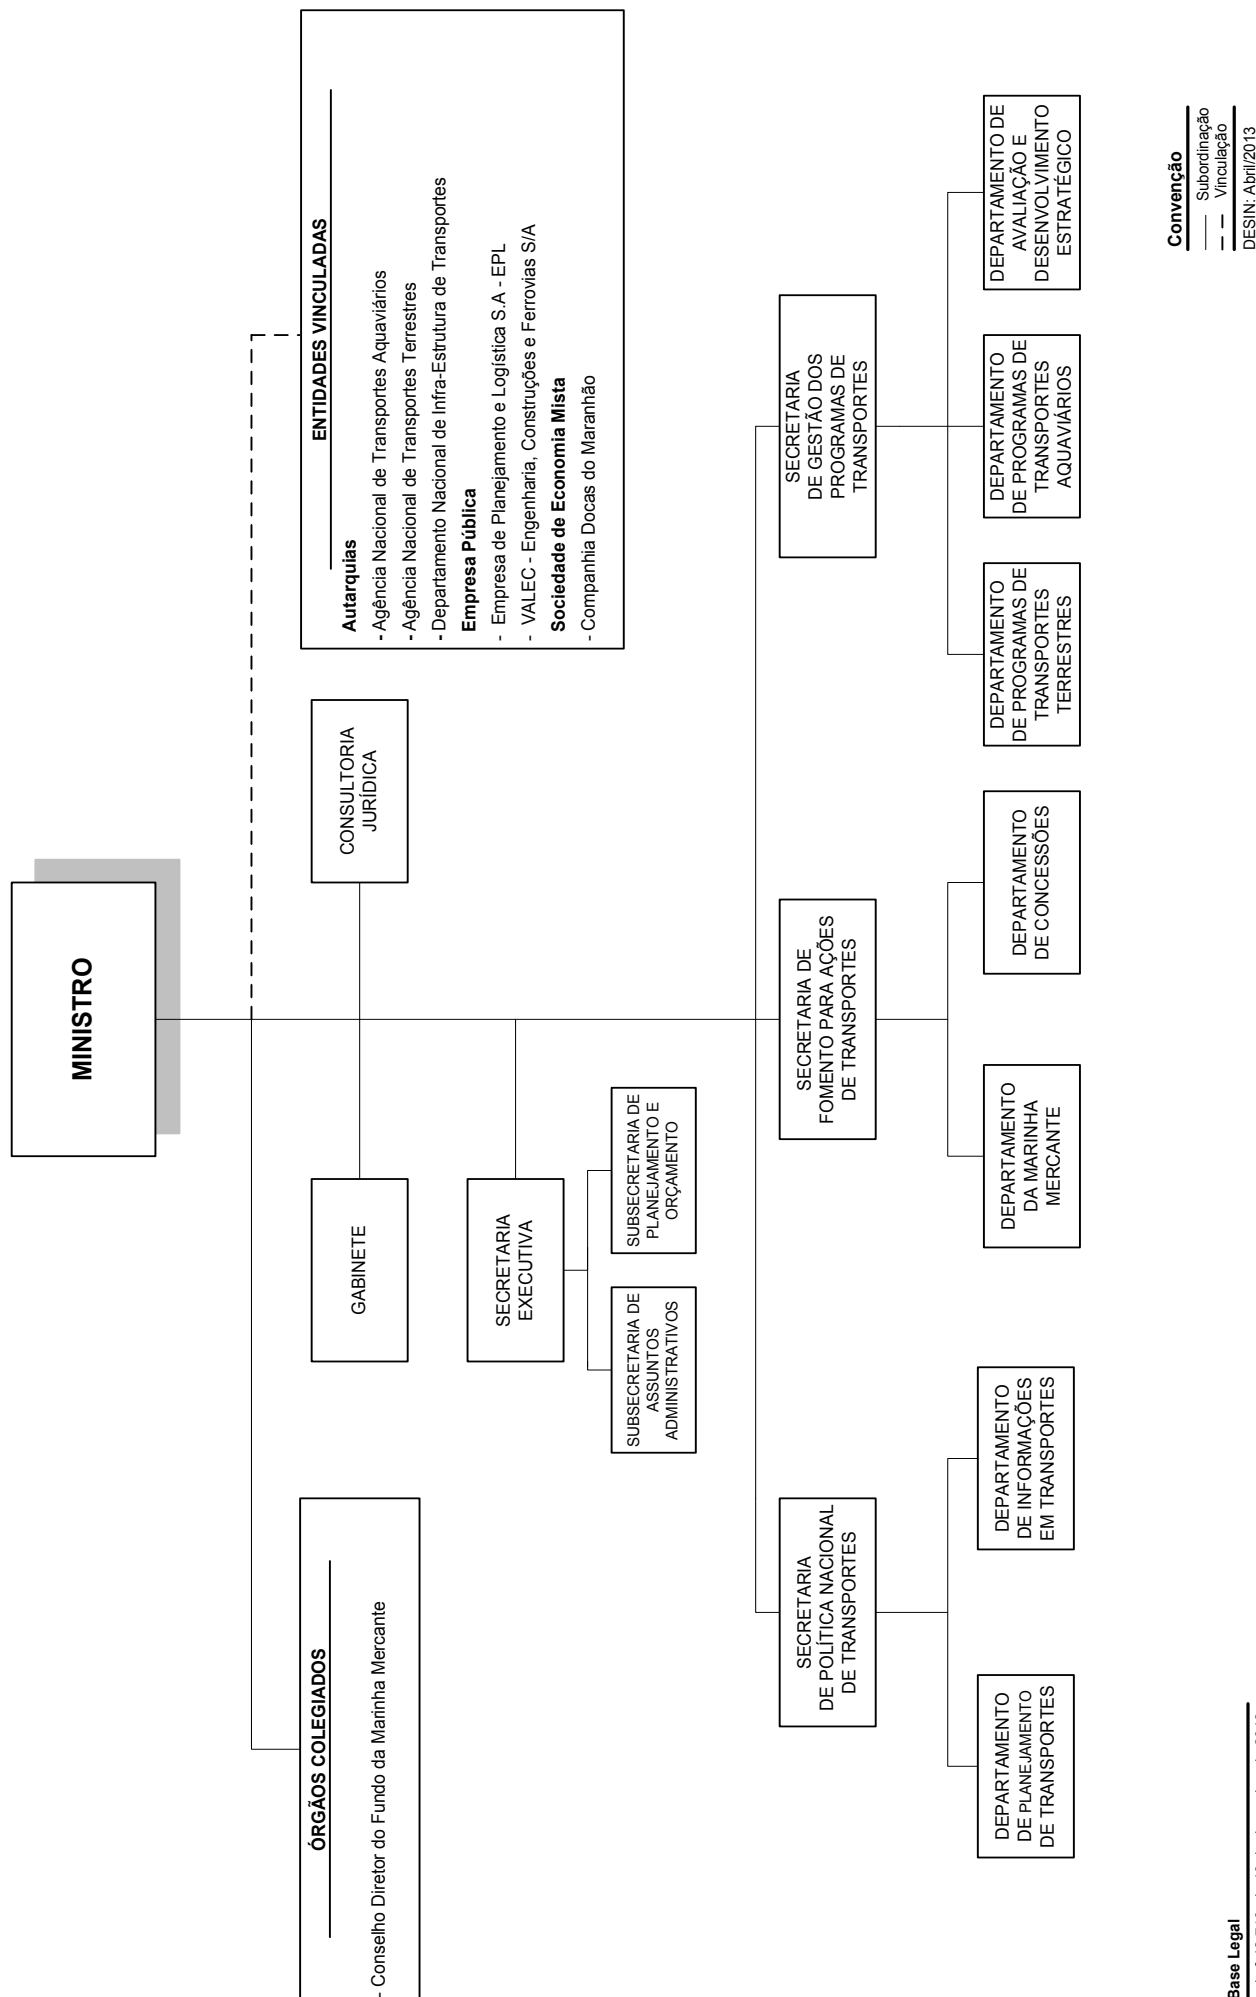 MINISTRO
ÓRGÃOS COLEGIADOS
- Conselho Diretor do Fundo da Marinha Mercante
GABINETE
CONSULTORIA
JURÍDICA
ENTIDADES VINCULADAS
Autarquias
- Agência Nacional de Transportes Aquaviários
- Agência Nacional de Transportes Terrestres
- Departamento Nacional de Infra-Estrutura de Transportes
Empresa Pública
- Empresa de Planejamento e Logística S.A - EPL
- VALEC - Engenharia, Construções e Ferrovias S/A
Sociedade de Economia Mista
- Companhia Docas do Maranhão
SECRETARIA
EXECUTIVA
SUBSECRETARIA DE
ASSUNTOS
ADMINISTRATIVOS
SUBSECRETARIA DE
PLANEJAMENTO E
ORÇAMENTO
SECRETARIA
DE POLÍTICA NACIONAL
DE TRANSPORTES
SECRETARIA DE
FOMENTO PARA AÇÕES
DE TRANSPORTES
SECRETARIA
DE GESTÃO DOS
PROGRAMAS DE
TRANSPORTES
DEPARTAMENTO
DE PLANEJAMENTO
DE TRANSPORTES
DEPARTAMENTO
DE INFORMAÇÕES
EM TRANSPORTES
DEPARTAMENTO
DA MARINHA
MERCANTE
DEPARTAMENTO
DE CONCESSÕES
DEPARTAMENTO
DE PROGRAMAS DE
TRANSPORTES
TERRESTRES
DEPARTAMENTO
DE PROGRAMAS DE
TRANSPORTES
AQUAVIÁRIOS
DEPARTAMENTO DE
AVALIAÇÃO E
DESENVOLVIMENTO
ESTRATÉGICO
Base Legal
Convenção
Subordinação
Vinculação
DESIN: Abril/2013